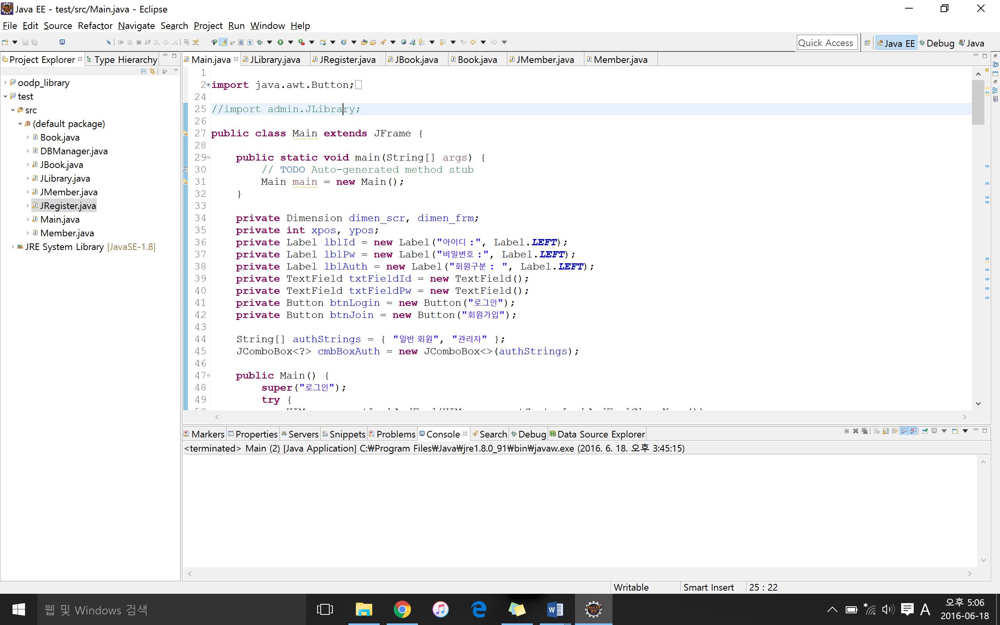 Java EE - test/src/Main.java - Eclipse
File Edit Source Refactor Navigate Search Project Run Window Help
Quick Access Java EE Debug Java
Project Explorer Type Hierarchy
oodp_library
test
src
(default package)
Book.java
DBManager.java
JBook.java
JLibrary.java
JMember.java
JRegister.java
Main.java
Member.java
JRE System Library [JavaSE-1.8]
Main.java JLibrary.java JRegister.java JBook.java Book.java JMember.java Member.java
1
2 import java.awt.Button;
24
25 //import admin.JLibrary;
26
27 public class Main extends JFrame {
28
29 public static void main(String[] args) {
30 // TODO Auto-generated method stub
31 Main main = new Main();
32 }
33
34 private Dimension dimen_scr, dimen_frm;
35 private int xpos, ypos;
36 private Label lblId = new Label("아이디 :", Label.LEFT);
37 private Label lblPw = new Label("비밀번호 :", Label.LEFT);
38 private Label lblAuth = new Label("회원구분 : ", Label.LEFT);
39 private TextField txtFieldId = new TextField();
40 private TextField txtFieldPw = new TextField();
41 private Button btnLogin = new Button("로그인");
42 private Button btnJoin = new Button("회원가입");
43
44 String[] authStrings = { "일반 회원", "관리자" };
45 JComboBox<?> cmbBoxAuth = new JComboBox<>(authStrings);
46
47 public Main() {
48 super("로그인");
49 try {
Markers Properties Servers Snippets Problems Console Search Debug Data Source Explorer
<terminated> Main (2) [Java Application] C:₩Program Files₩Java₩jre1.8.0_91₩bin₩javaw.exe (2016. 6. 18. 오후 3:45:15)
Writable Smart Insert 25 : 22
웹 및 Windows 검색
A
오후 5:06
2016-06-18